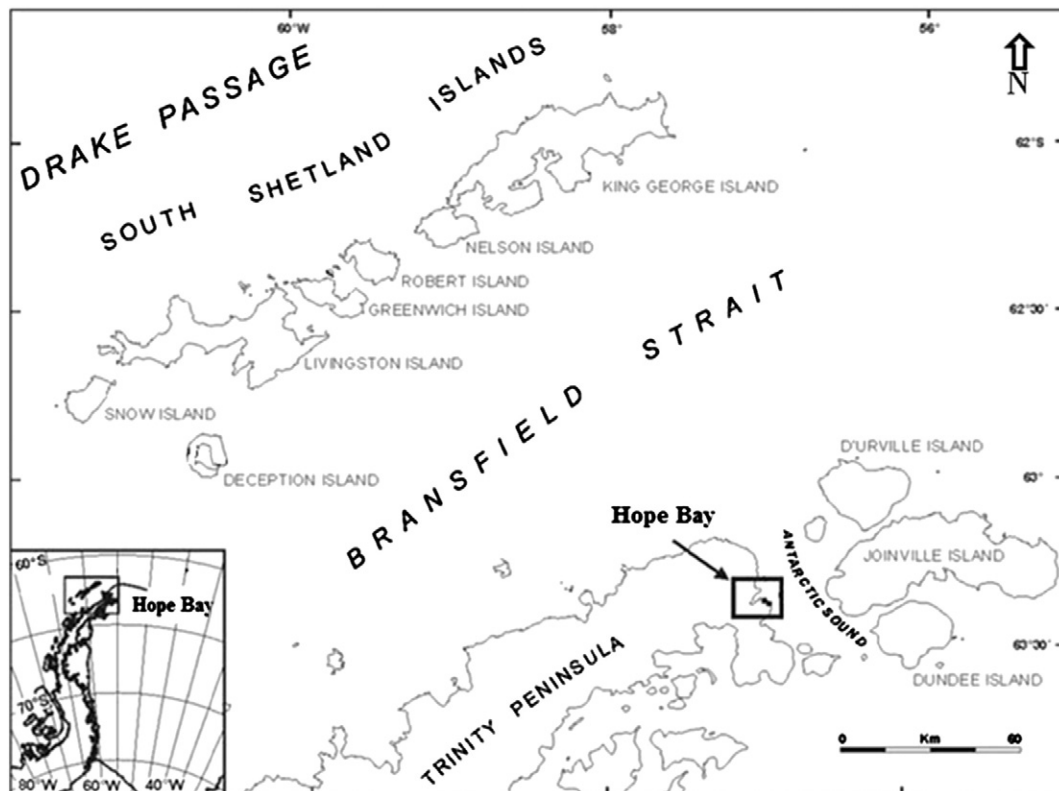 60°W
58°
56°
DRAKE PASSAGE
SOUTH SHETLAND ISLANDS
N
62°S
KING GEORGE ISLAND
NELSON ISLAND
ROBERT ISLAND
GREENWICH ISLAND
62°30'
LIVINGSTON ISLAND
SNOW ISLAND
DECEPTION ISLAND
BRANSFIELD STRAIT
D'URVILLE ISLAND
63°
Hope Bay
ANTARCTIC SOUND
JOINVILLE ISLAND
63°30'
DUNDEE ISLAND
TRINITY PENINSULA
0 Km 60
60°S
Hope Bay
70°S
80°W 60°W 40°W